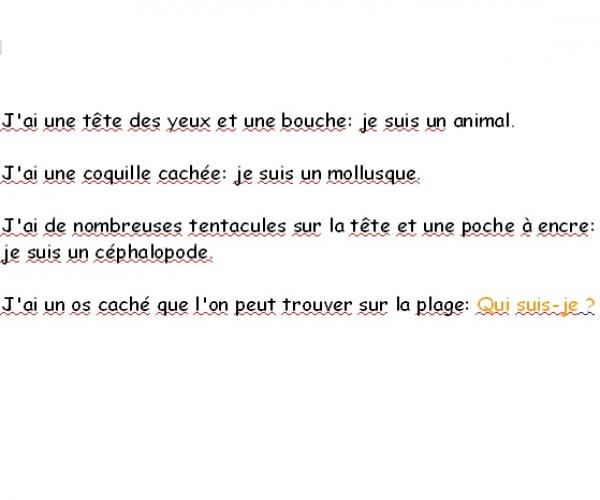 J'ai une tête des yeux et une bouche: je suis un animal.
J'ai une coquille cachée: je suis un mollusque.
J'ai de nombreuses tentacules sur la tête et une poche à encre:
je suis un céphalopode.
J'ai un os caché que l'on peut trouver sur la plage: Qui suis-je ?